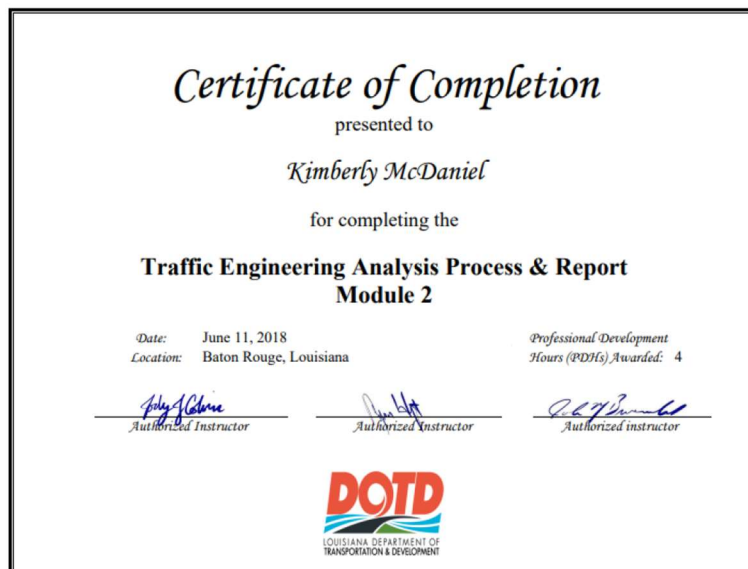 Certificate of Completion
presented to
Kimberly McDaniel
for completing the
Traffic Engineering Analysis Process & Report
Module 2
Date: June 11, 2018
Location: Baton Rouge, Louisiana
Professional Development
Hours (PDHs) Awarded: 4
Authorized Instructor
Authorized Instructor
Authorized instructor
DOTD
LOUISIANA DEPARTMENT OF
TRANSPORTATION & DEVELOPMENT